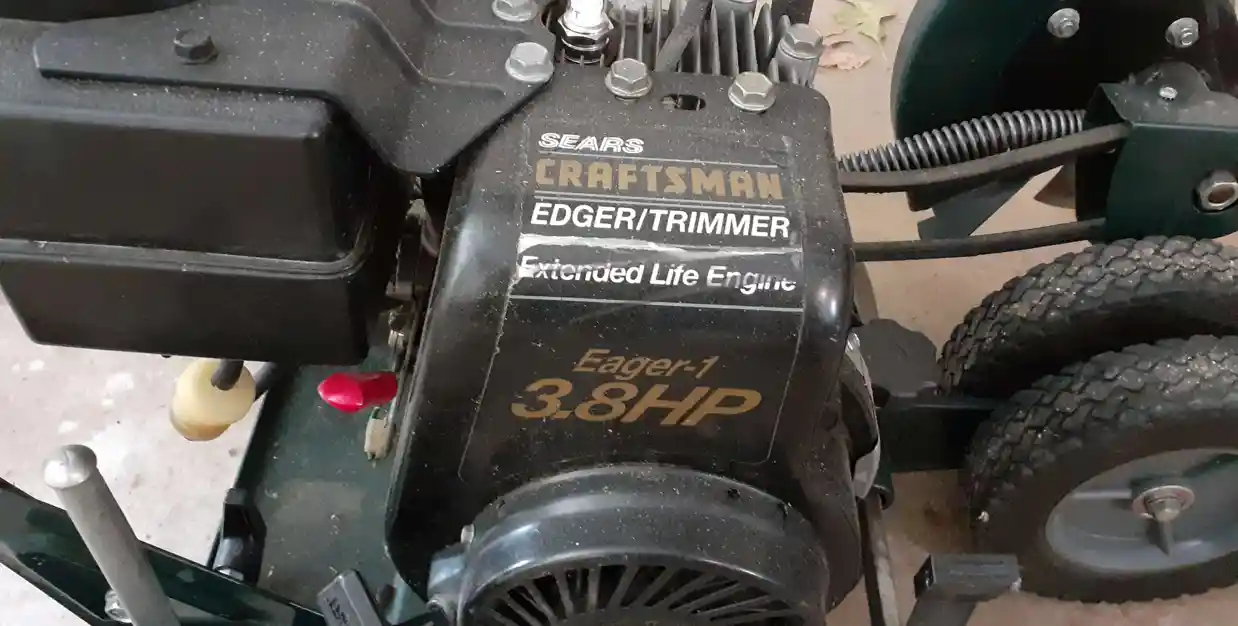 SEARS
CRAFTSMAN
EDGER/TRIMMER
Extended Life Engine
Eager-1
3.8HP